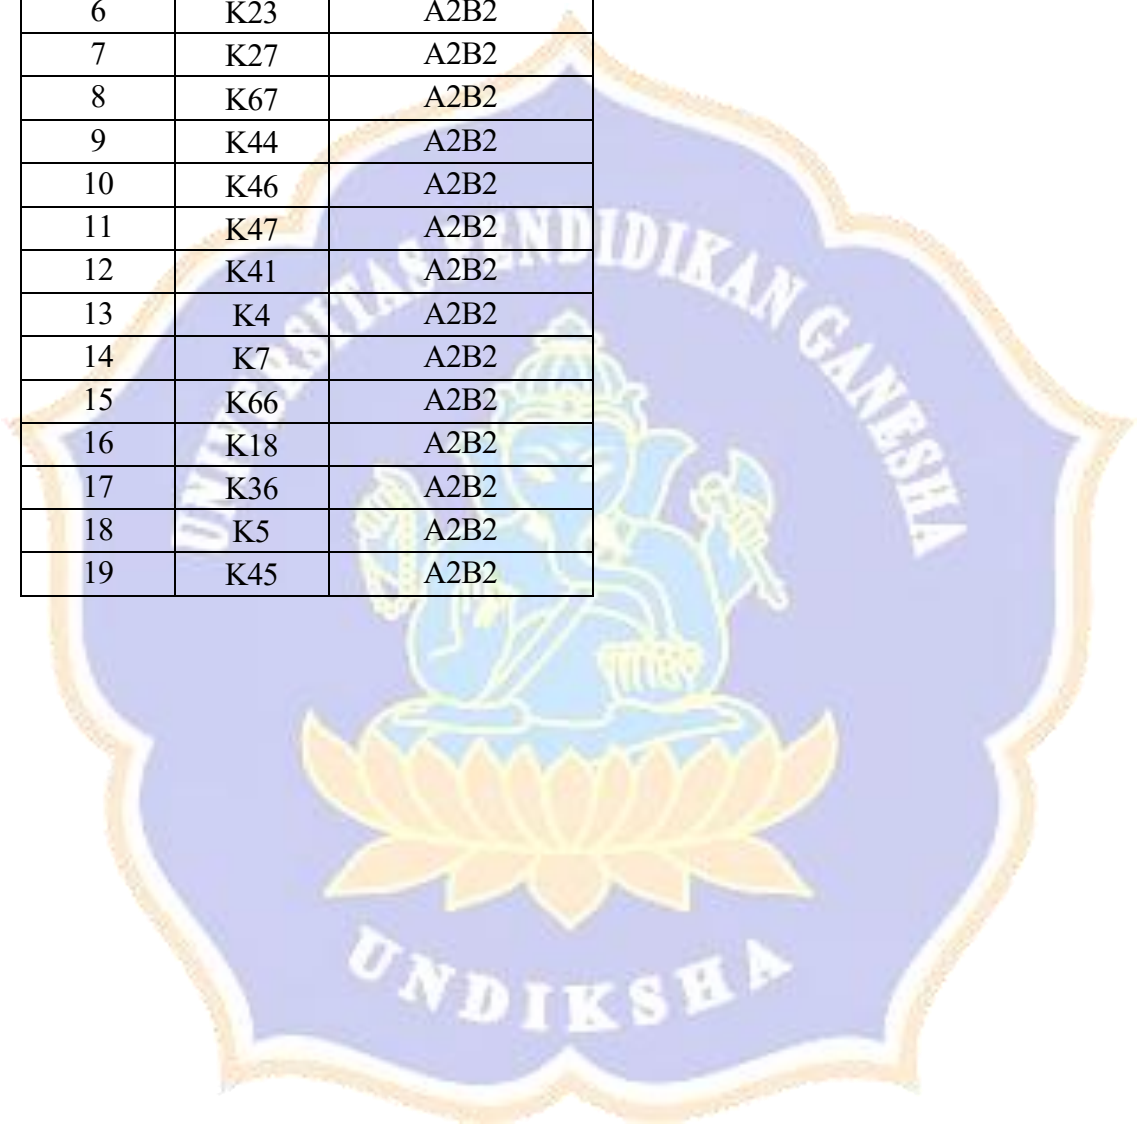 6 K23 A2B2
7 K27 A2B2
8 K67 A2B2
9 K44 A2B2
10 K46 A2B2
11 K47 A2B2
12 K41 A2B2
13 K4 A2B2
14 K7 A2B2
15 K66 A2B2
16 K18 A2B2
17 K36 A2B2
18 K5 A2B2
19 K45 A2B2
UNIVERSITAS PENDIDIKAN GANESHA
UNDIKSHA